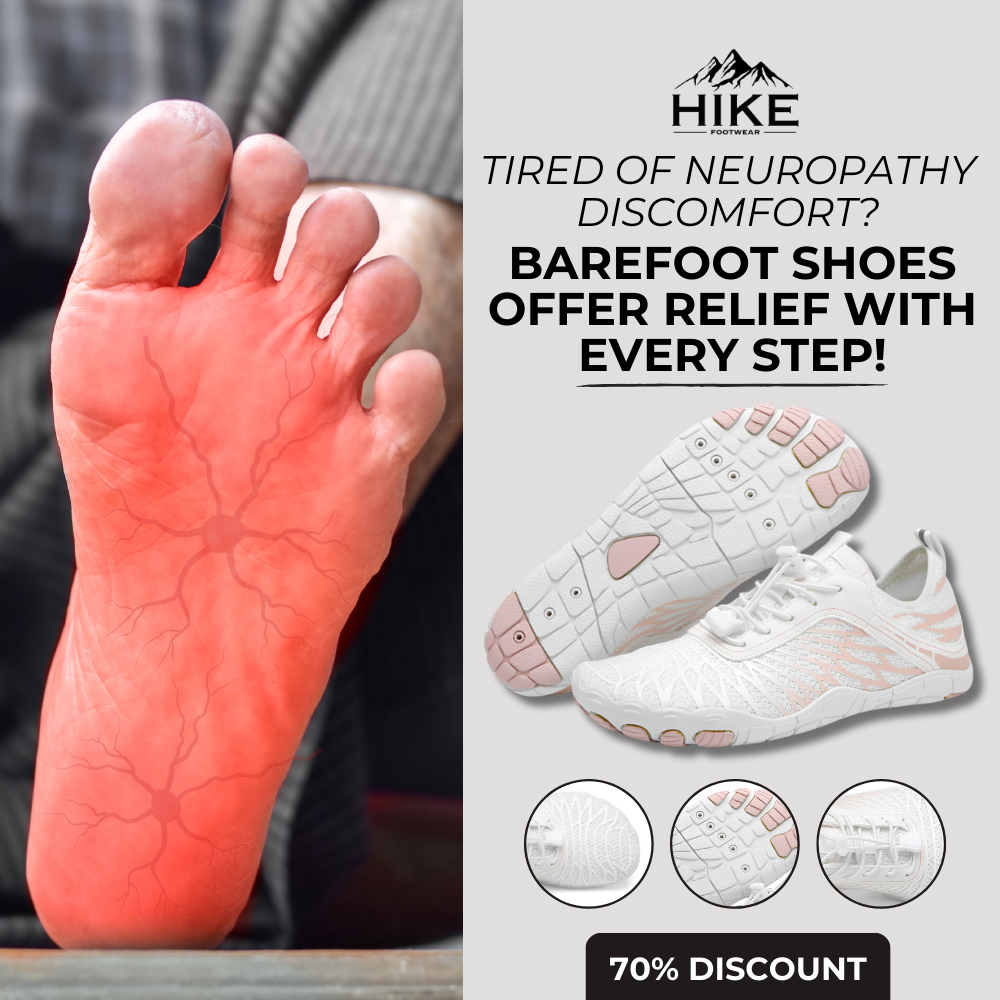 HIKE
FOOTWEAR
TIRED OF NEUROPATHY
DISCOMFORT?
BAREFOOT SHOES
OFFER RELIEF WITH
EVERY STEP!
70% DISCOUNT